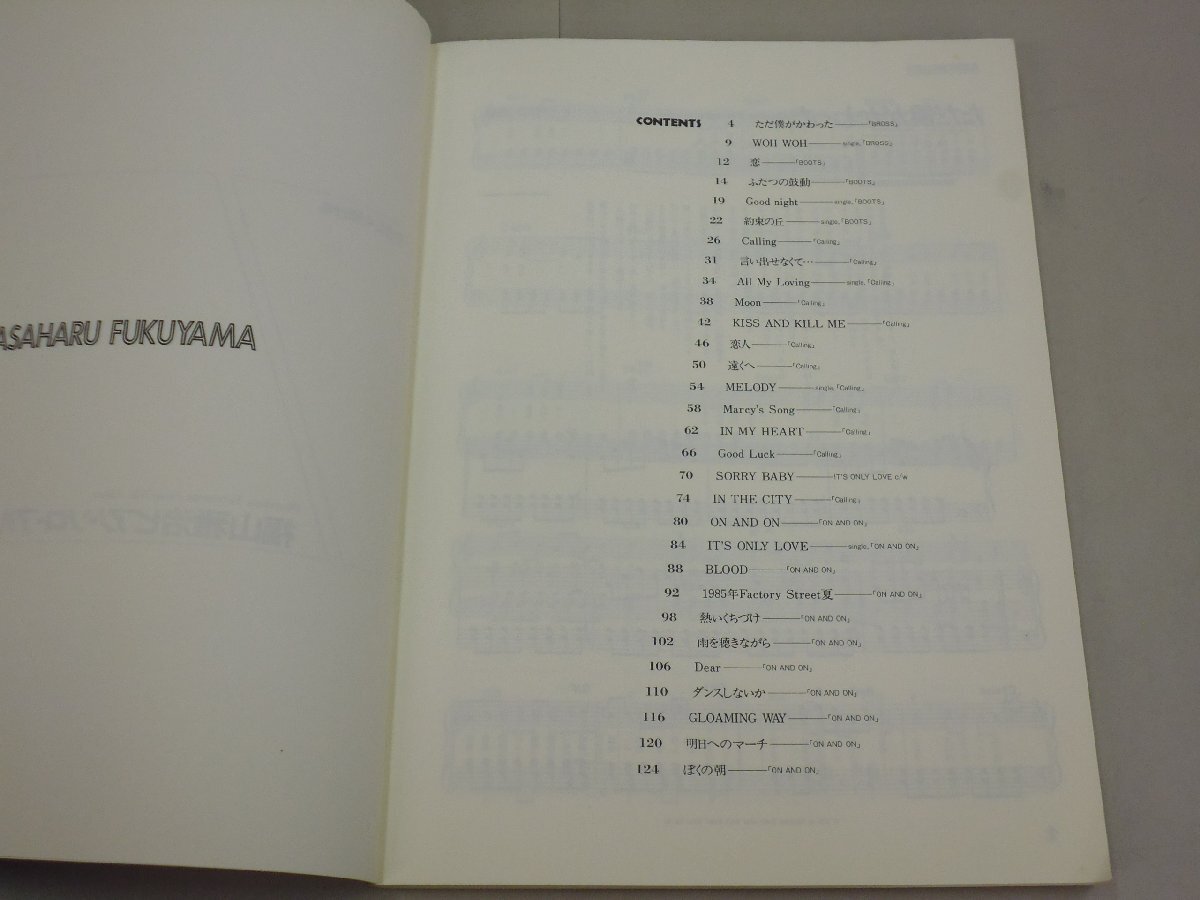 ASAHARU FUKUYAMA
CONTENTS 4 ただ僕がかわった 「BROSS」
9 WOH WOH single,「BROSS」
12 恋 「BOOTS」
14 ふたつの鼓動 「BOOTS」
19 Good night single,「BOOTS」
22 約束の丘 single,「BOOTS」
26 Calling 「Calling」
31 言い出せなくて… 「Calling」
34 All My Loving single,「Calling」
38 Moon 「Calling」
42 KISS AND KILL ME 「Calling」
46 恋人 「Calling」
50 遠くへ 「Calling」
54 MELODY single,「Calling」
58 Marcy's Song 「Calling」
62 IN MY HEART 「Calling」
66 Good Luck 「Calling」
70 SORRY BABY IT'S ONLY LOVE c/w
74 IN THE CITY 「Calling」
80 ON AND ON 「ON AND ON」
84 IT'S ONLY LOVE single,「ON AND ON」
88 BLOOD 「ON AND ON」
92 1985年Factory Street夏 「ON AND ON」
98 熱いくちづけ 「ON AND ON」
102 雨を聴きながら 「ON AND ON」
106 Dear 「ON AND ON」
110 ダンスしないか 「ON AND ON」
116 GLOAMING WAY 「ON AND ON」
120 明日へのマーチ 「ON AND ON」
124 ぼくの朝 「ON AND ON」